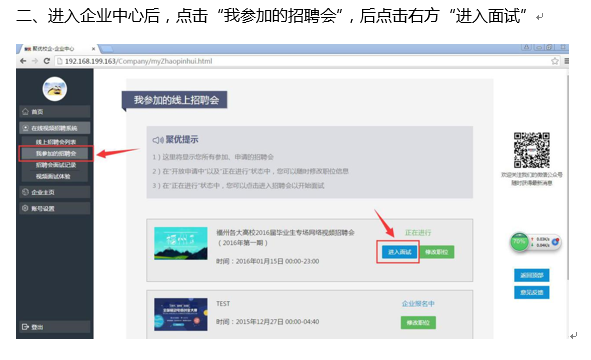 二、进入企业中心后，点击“我参加的招聘会”，后点击右方“进入面试”
聚优校企-企业中心
192.168.199.163/Company/myZhaopinhui.html
首页
在线视频招聘系统
线上招聘会列表
我参加的招聘会
招聘会面试记录
视频面试体验
企业主页
账号设置
登出
我参加的线上招聘会
聚优提示
1）这里将显示您所有参加、申请的招聘会
2）在“开放申请中”以及“正在进行”状态中，您可以随时修改职位信息
3）在“正在进行”状态中，您可以点击进入招聘会以开始面试
福州各大高校2016届毕业生专场网络视频招聘会
（2016年第一期）
时间：2016年01月15日 00:00-23:00
正在进行
进入面试
修改职位
TEST
时间：2015年12月27日 00:00-04:40
企业报名中
修改职位
欢迎关注我们的微信公众号
随时获得最新消息
返回顶部
意见反馈